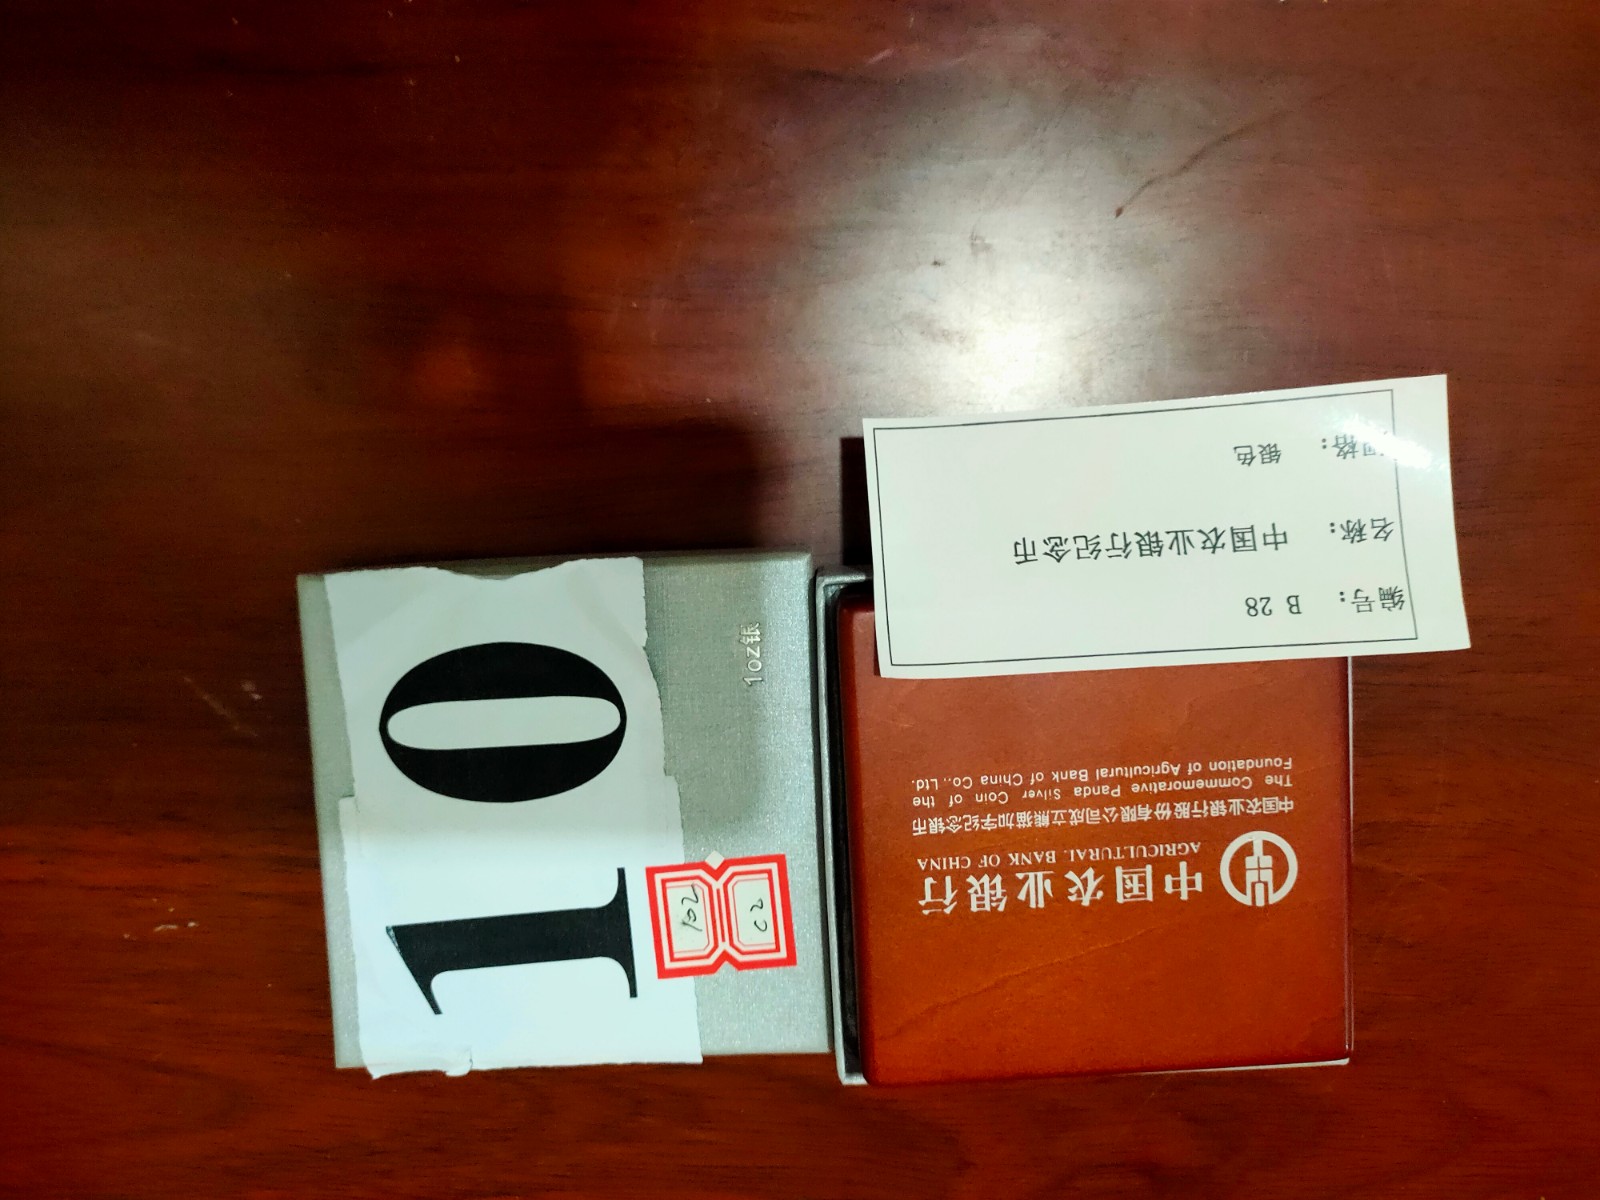 编号： B 28
名称： 中国农业银行纪念币
规格： 银色
中国农业银行
AGRICULTURAL BANK OF CHINA
中国农业银行股份有限公司成立熊猫加字纪念银币
The Commemorative Panda Silver Coin of the
Foundation of Agricultural Bank of China Co., Ltd.
10
1oz银
102
C2